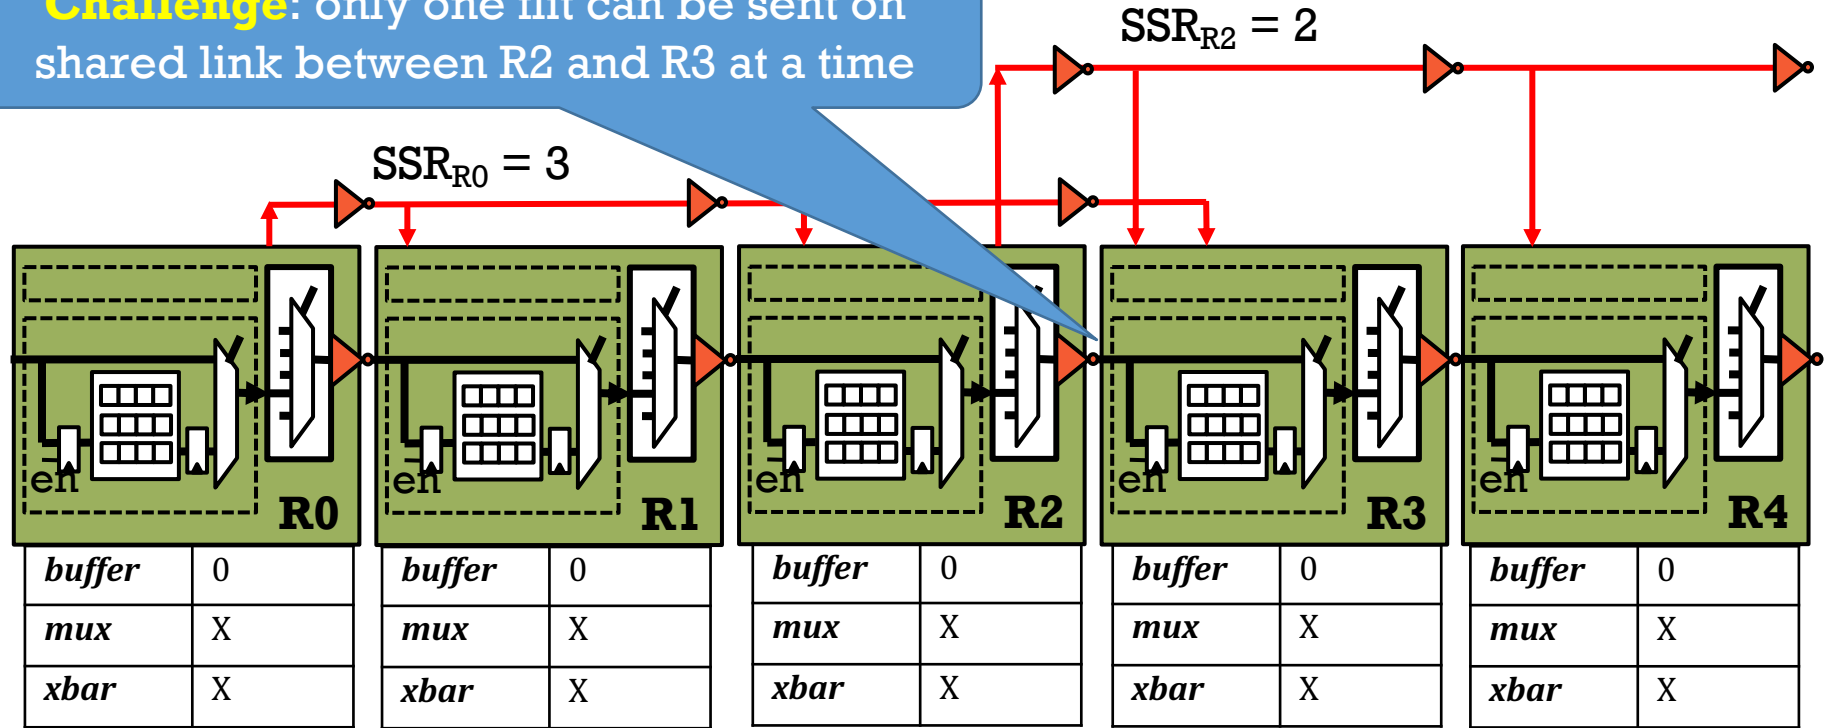 Challenge: only one flit can be sent on
shared link between R2 and R3 at a time
SSR_R2 = 2
SSR_R0 = 3
en en en en en
R0 R1 R2 R3 R4
buffer 0 buffer 0 buffer 0 buffer 0 buffer 0
mux X mux X mux X mux X mux X
xbar X xbar X xbar X xbar X xbar X